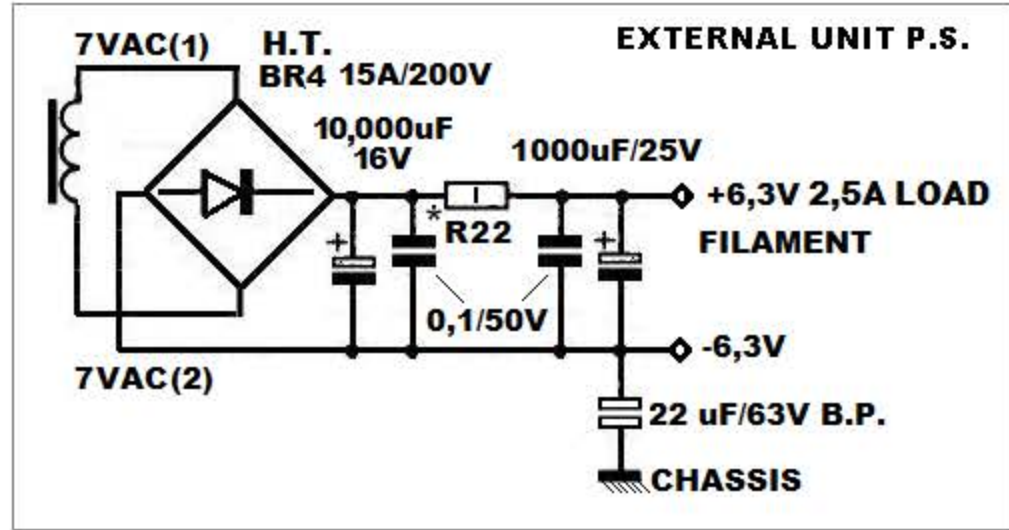 EXTERNAL UNIT P.S.
7VAC(1)
H.T.
BR4 15A/200V
10,000uF
16V
1000uF/25V
+
* R22
+
+6,3V 2,5A LOAD
FILAMENT
0,1/50V
-6,3V
7VAC(2)
22 uF/63V B.P.
CHASSIS